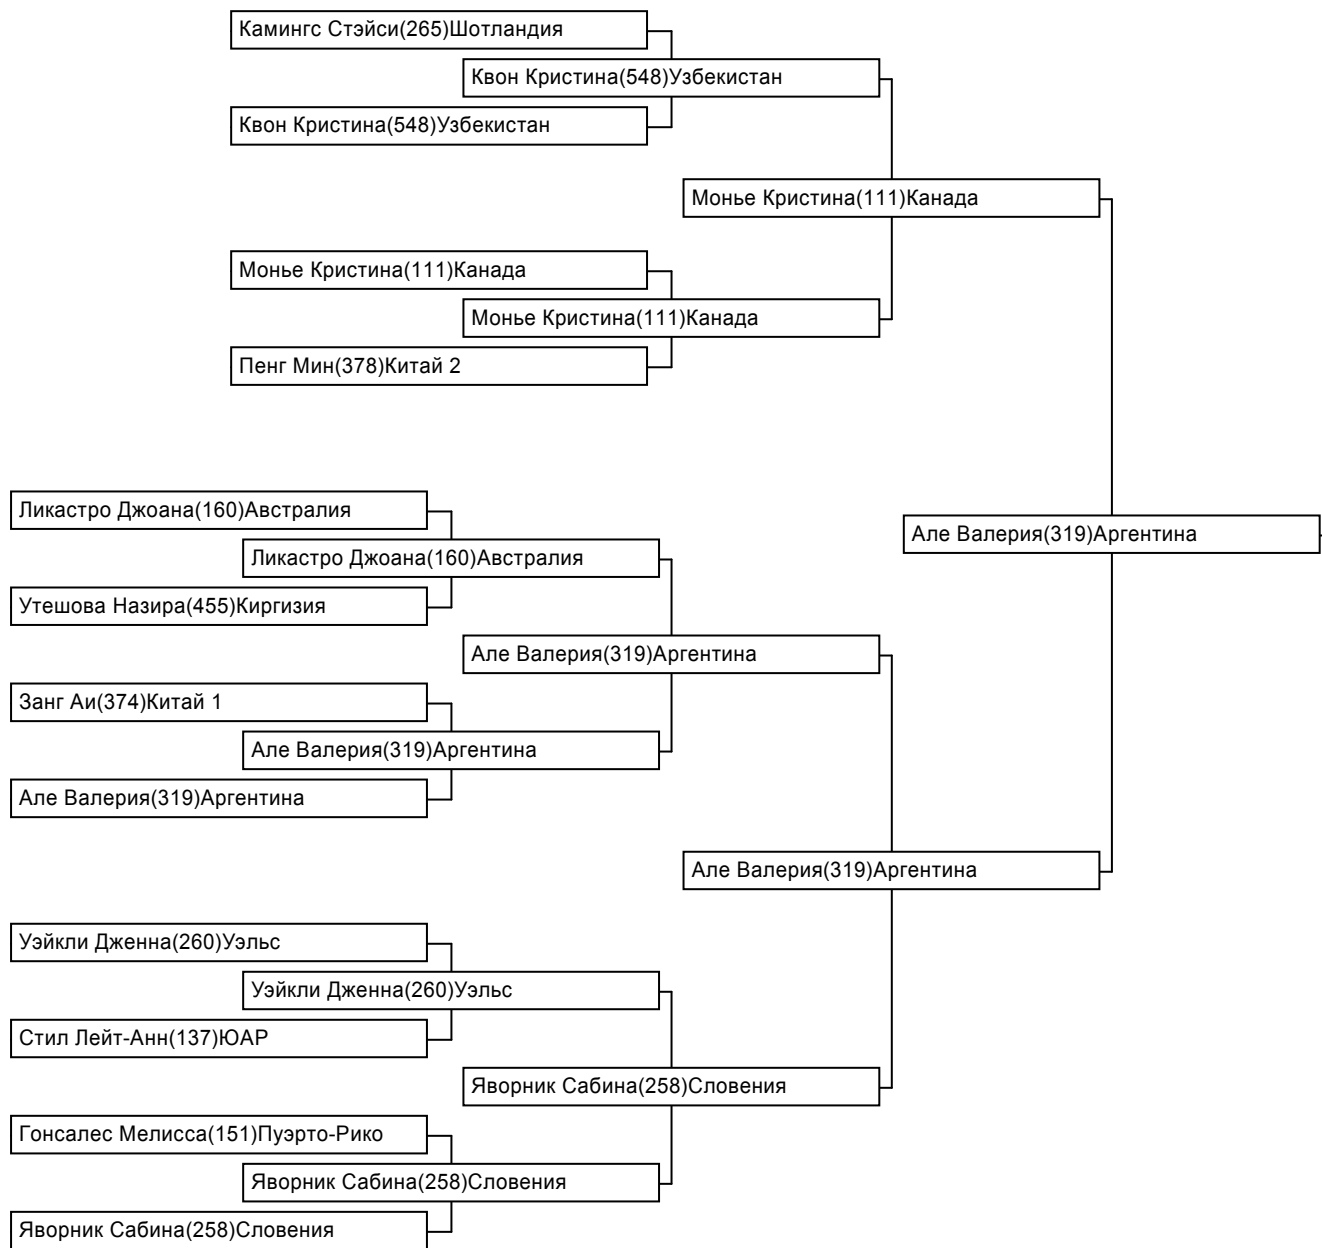 Камингс Стэйси(265)Шотландия
Квон Кристина(548)Узбекистан
Квон Кристина(548)Узбекистан
Монье Кристина(111)Канада
Монье Кристина(111)Канада
Монье Кристина(111)Канада
Пенг Мин(378)Китай 2
Ликастро Джоана(160)Австралия
Але Валерия(319)Аргентина
Ликастро Джоана(160)Австралия
Утешова Назира(455)Киргизия
Але Валерия(319)Аргентина
Занг Аи(374)Китай 1
Але Валерия(319)Аргентина
Але Валерия(319)Аргентина
Але Валерия(319)Аргентина
Уэйкли Дженна(260)Уэльс
Уэйкли Дженна(260)Уэльс
Стил Лейт-Анн(137)ЮАР
Яворник Сабина(258)Словения
Гонсалес Мелисса(151)Пуэрто-Рико
Яворник Сабина(258)Словения
Яворник Сабина(258)Словения